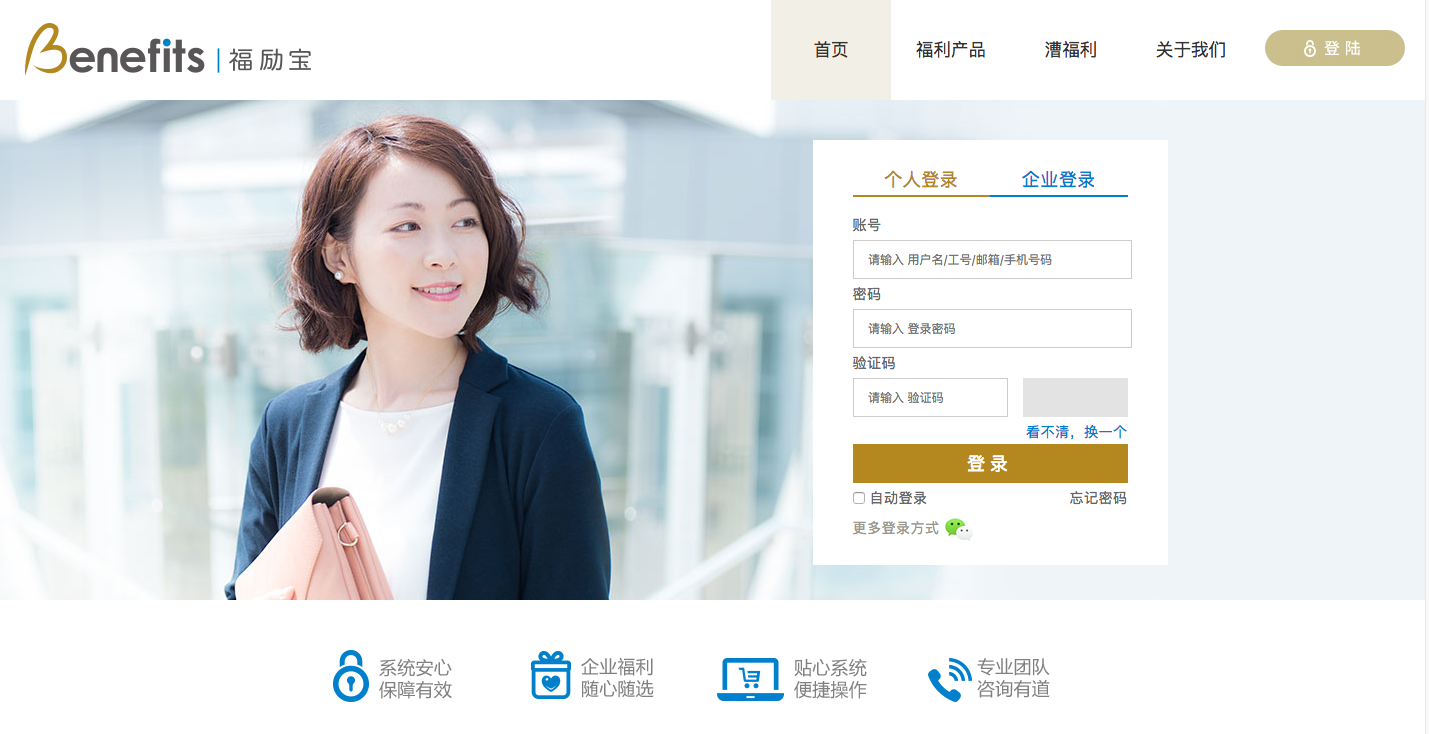 Benefits | 福励宝
首页
福利产品
漕福利
关于我们
登 陆
个人登录
企业登录
账号
请输入 用户名/工号/邮箱/手机号码
密码
请输入 登录密码
验证码
请输入 验证码
看不清，换一个
登 录
自动登录
忘记密码
更多登录方式
系统安心
保障有效
企业福利
随心随选
贴心系统
便捷操作
专业团队
咨询有道